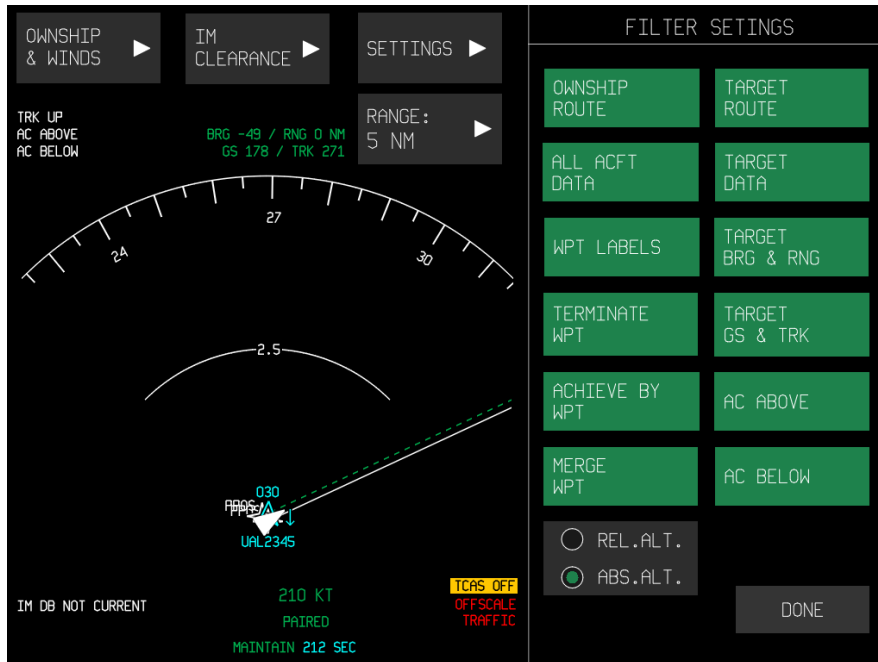 OWNSHIP
& WINDS
IM
CLEARANCE
SETTINGS
TRK UP
AC ABOVE
AC BELOW
BRG -49 / RNG 0 NM
GS 178 / TRK 271
RANGE:
5 NM
24
27
30
2.5
030
UAL2345
IM DB NOT CURRENT
210 KT
PAIRED
MAINTAIN 212 SEC
TCAS OFF
OFFSCALE
TRAFFIC
FILTER SETINGS
OWNSHIP
ROUTE
TARGET
ROUTE
ALL ACFT
DATA
TARGET
DATA
WPT LABELS
TARGET
BRG & RNG
TERMINATE
WPT
TARGET
GS & TRK
ACHIEVE BY
WPT
AC ABOVE
MERGE
WPT
AC BELOW
REL.ALT.
ABS.ALT.
DONE